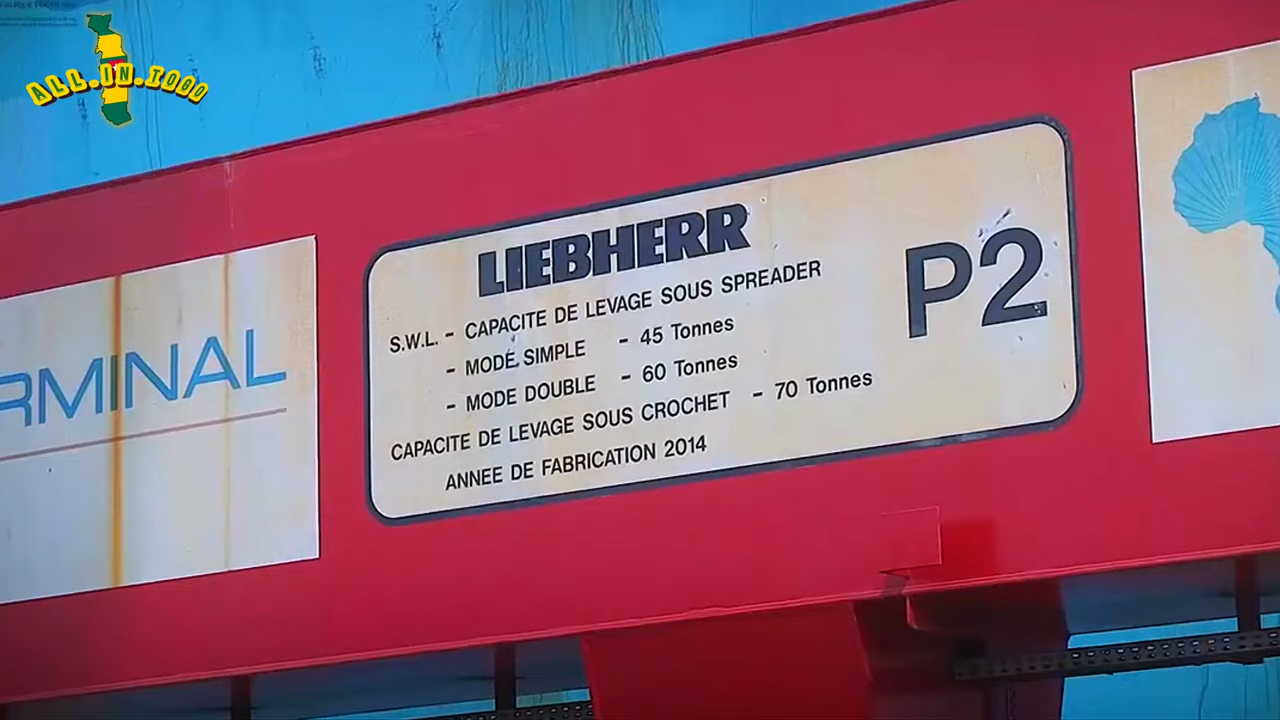 ALL.ON.TOGO
RMINAL
LIEBHERR
P2
S.W.L. - CAPACITE DE LEVAGE SOUS SPREADER
- MODE SIMPLE - 45 Tonnes
- MODE DOUBLE - 60 Tonnes
CAPACITE DE LEVAGE SOUS CROCHET - 70 Tonnes
ANNEE DE FABRICATION 2014